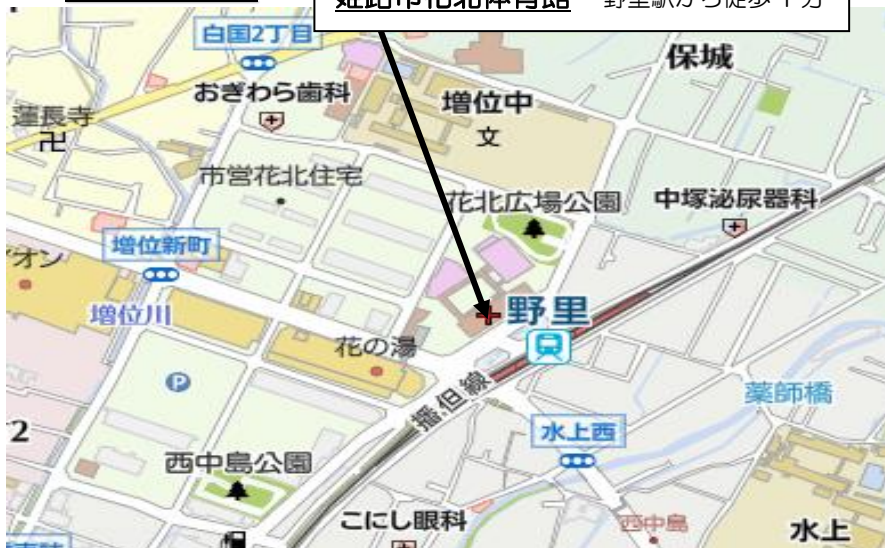 姫路市花北体育館 野里駅から徒歩1分
白国2丁目
保城
おぎわら歯科
増位中
蓮長寺
卍
文
市営花北住宅
花北広場公園
中塚泌尿器科
増位新町
イオン
野里
増位川
花の湯
P
播但線
薬師橋
2
水上西
西中島公園
こにし眼科
西中島
水上